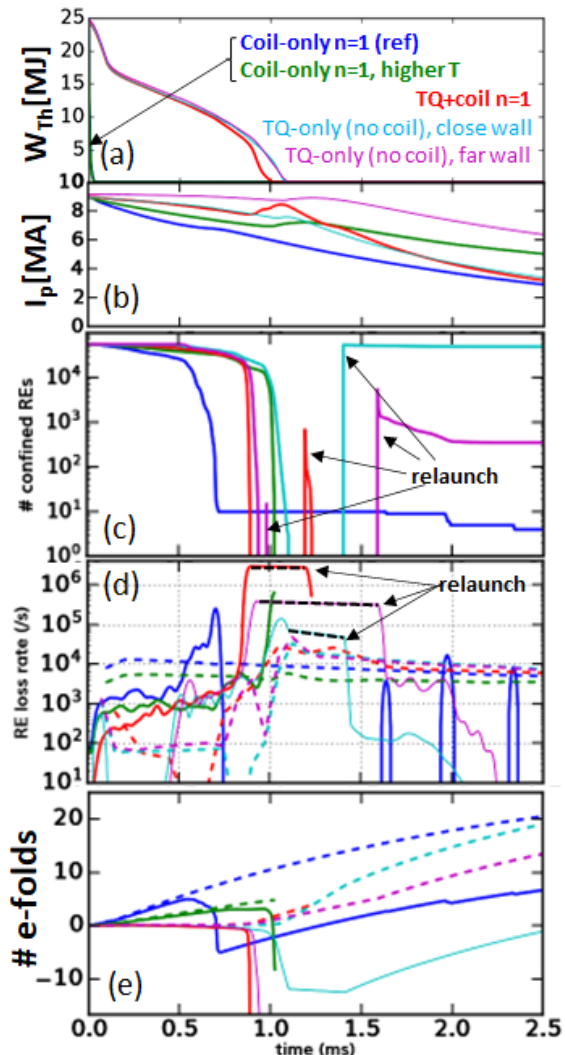 25
20
15
10
5
10
W_Th[MJ]
(a)
Coil-only n=1 (ref)
Coil-only n=1, higher T
TQ+coil n=1
TQ-only (no coil), close wall
TQ-only (no coil), far wall
8
6
4
2
0
I_p[MA]
(b)
10^4
10^3
10^2
10^1
10^0
# confined REs
(c)
relaunch
10^6
10^5
10^4
10^3
10^2
10^1
RE loss rate (/s)
(d)
relaunch
20
10
0
−10
# e-folds
(e)
0.0 0.5 1.0 1.5 2.0 2.5
time (ms)